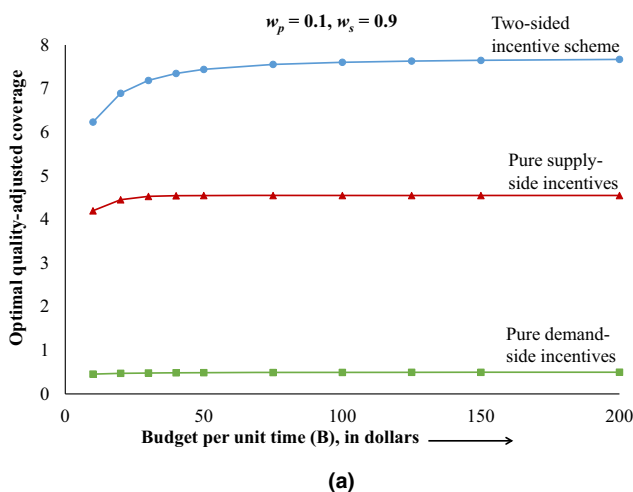 w_p = 0.1, w_s = 0.9
Two-sided
incentive scheme
Pure supply-
side incentives
Pure demand-
side incentives
Optimal quality-adjusted coverage
8
7
6
5
4
3
2
1
0
0 50 100 150 200
Budget per unit time (B), in dollars
(a)